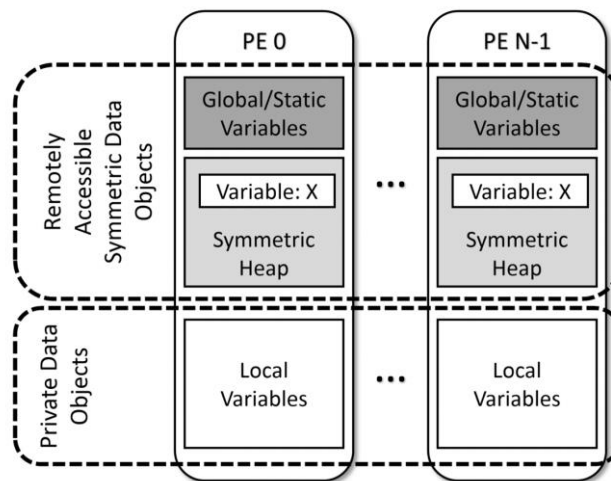 PE 0
PE N-1
Remotely
Accessible
Symmetric Data
Objects
Global/Static
Variables
Variable: X
Symmetric
Heap
...
Global/Static
Variables
Variable: X
Symmetric
Heap
Private Data
Objects
Local
Variables
...
Local
Variables